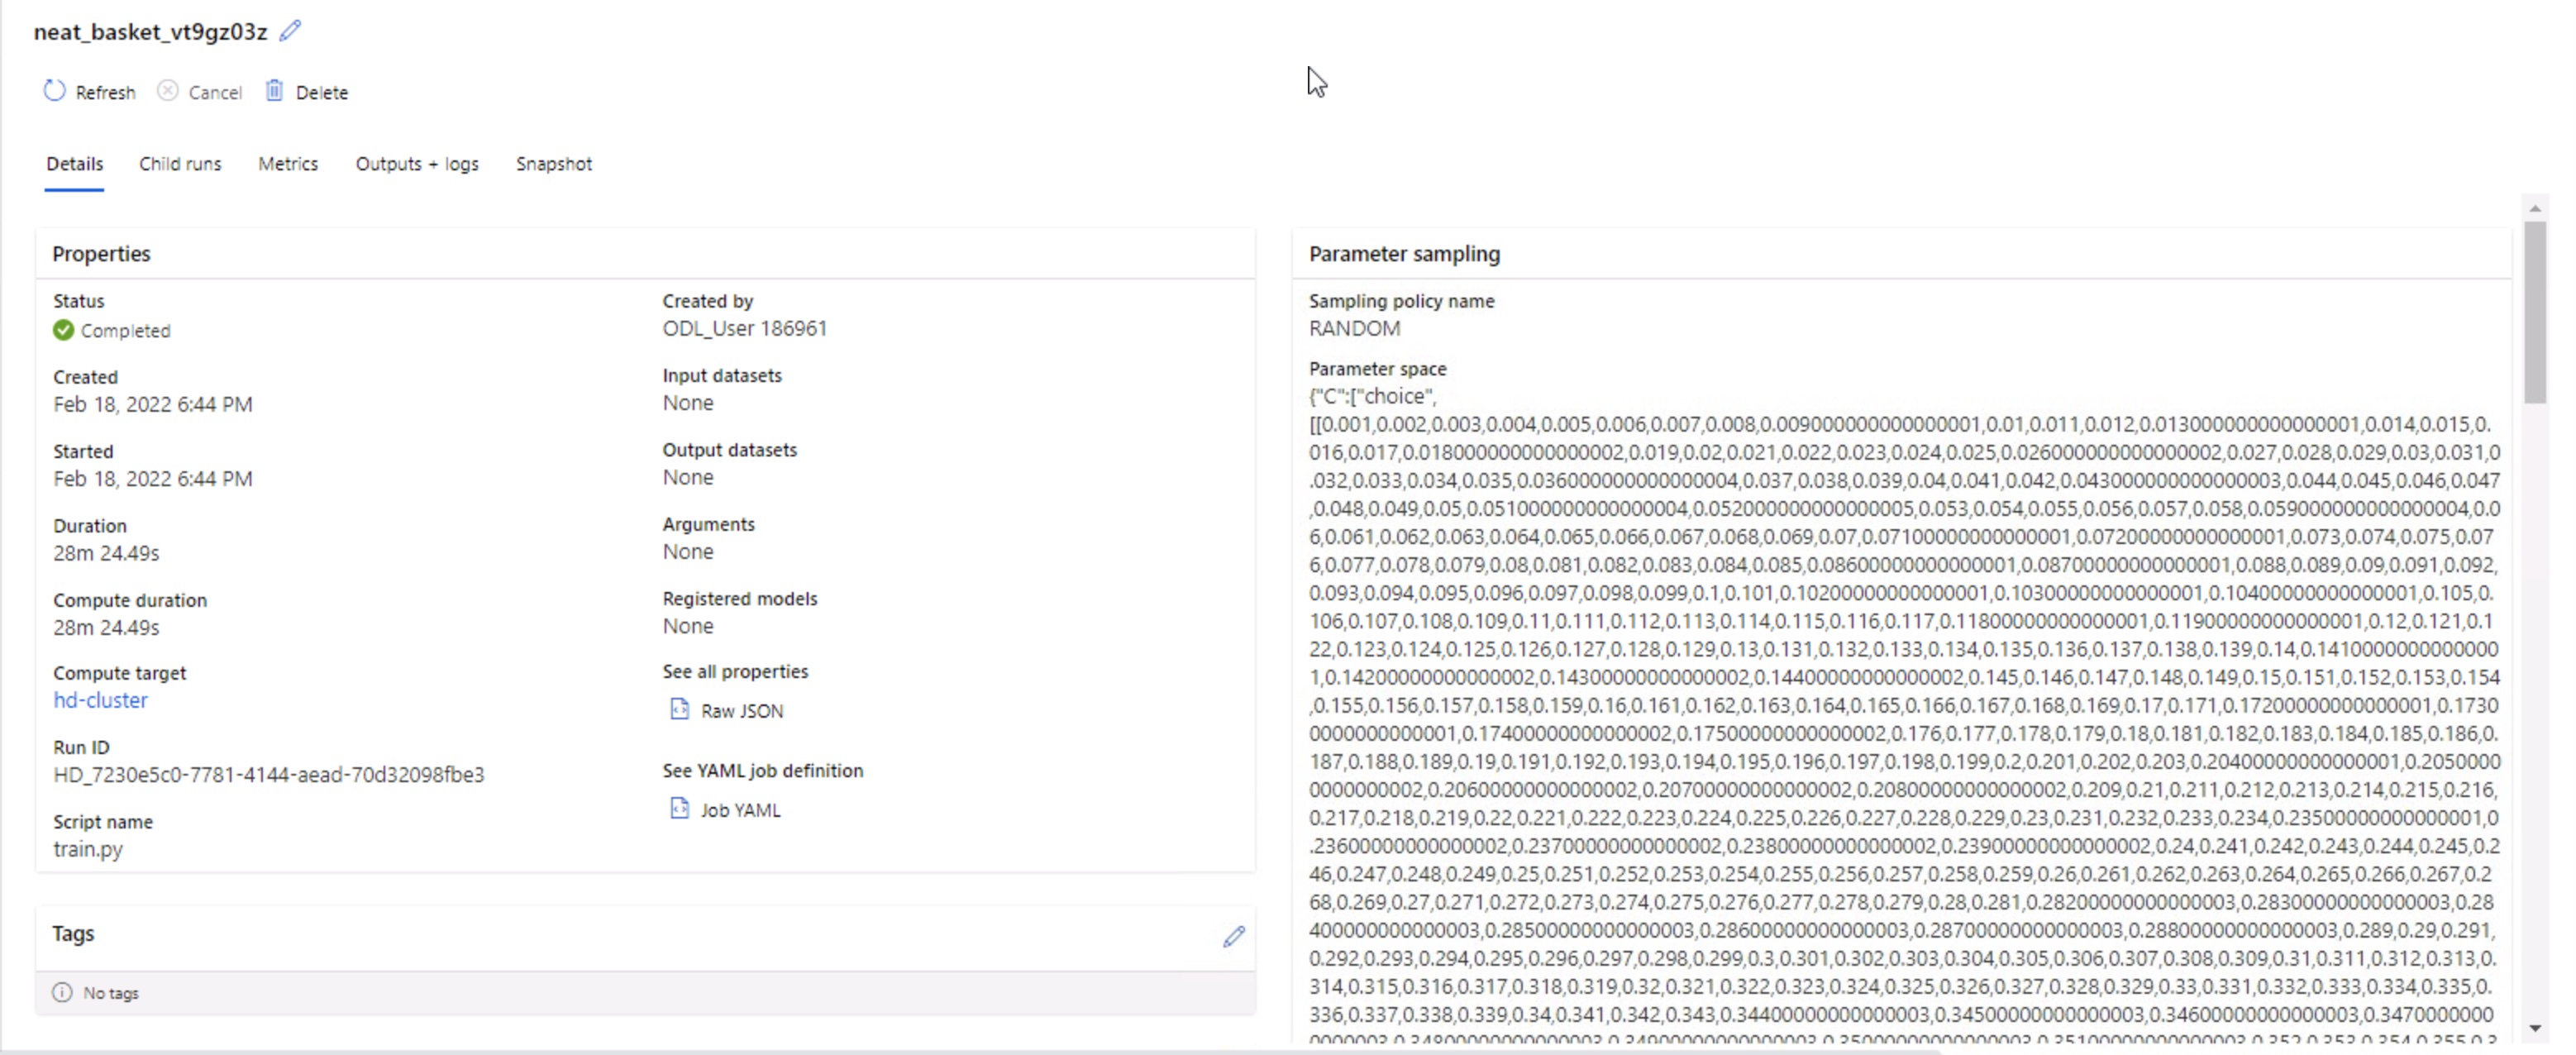 neat_basket_vt9gz03z
Refresh Cancel Delete
Details Child runs Metrics Outputs + logs Snapshot
Properties
Status
Completed
Created
Feb 18, 2022 6:44 PM
Started
Feb 18, 2022 6:44 PM
Duration
28m 24.49s
Compute duration
28m 24.49s
Compute target
hd-cluster
Run ID
HD_7230e5c0-7781-4144-aead-70d32098fbe3
Script name
train.py
Created by
ODL_User 186961
Input datasets
None
Output datasets
None
Arguments
None
Registered models
None
See all properties
Raw JSON
See YAML job definition
Job YAML
Tags
No tags
Parameter sampling
Sampling policy name
RANDOM
Parameter space
{"C":["choice",
[[0.001,0.002,0.003,0.004,0.005,0.006,0.007,0.008,0.009000000000000001,0.01,0.011,0.012,0.013000000000000001,0.014,0.015,0.
016,0.017,0.018000000000000002,0.019,0.02,0.021,0.022,0.023,0.024,0.025,0.026000000000000002,0.027,0.028,0.029,0.03,0.031,0
.032,0.033,0.034,0.035,0.036000000000000004,0.037,0.038,0.039,0.04,0.041,0.042,0.043000000000000003,0.044,0.045,0.046,0.047
,0.048,0.049,0.05,0.051000000000000004,0.052000000000000005,0.053,0.054,0.055,0.056,0.057,0.058,0.059000000000000004,0.0
6,0.061,0.062,0.063,0.064,0.065,0.066,0.067,0.068,0.069,0.07,0.07100000000000001,0.07200000000000001,0.073,0.074,0.075,0.07
6,0.077,0.078,0.079,0.08,0.081,0.082,0.083,0.084,0.085,0.08600000000000001,0.08700000000000001,0.088,0.089,0.09,0.091,0.092,
0.093,0.094,0.095,0.096,0.097,0.098,0.099,0.1,0.101,0.10200000000000001,0.10300000000000001,0.10400000000000001,0.105,0.
106,0.107,0.108,0.109,0.11,0.111,0.112,0.113,0.114,0.115,0.116,0.117,0.11800000000000001,0.11900000000000001,0.12,0.121,0.1
22,0.123,0.124,0.125,0.126,0.127,0.128,0.129,0.13,0.131,0.132,0.133,0.134,0.135,0.136,0.137,0.138,0.139,0.14,0.1410000000000000
1,0.14200000000000002,0.14300000000000002,0.14400000000000002,0.145,0.146,0.147,0.148,0.149,0.15,0.151,0.152,0.153,0.154
,0.155,0.156,0.157,0.158,0.159,0.16,0.161,0.162,0.163,0.164,0.165,0.166,0.167,0.168,0.169,0.17,0.171,0.17200000000000001,0.1730
0000000000001,0.17400000000000002,0.17500000000000002,0.176,0.177,0.178,0.179,0.18,0.181,0.182,0.183,0.184,0.185,0.186,0.
187,0.188,0.189,0.19,0.191,0.192,0.193,0.194,0.195,0.196,0.197,0.198,0.199,0.2,0.201,0.202,0.203,0.20400000000000001,0.2050000
0000000002,0.20600000000000002,0.20700000000000002,0.20800000000000002,0.209,0.21,0.211,0.212,0.213,0.214,0.215,0.216,
0.217,0.218,0.219,0.22,0.221,0.222,0.223,0.224,0.225,0.226,0.227,0.228,0.229,0.23,0.231,0.232,0.233,0.234,0.23500000000000001,0
.23600000000000002,0.23700000000000002,0.23800000000000002,0.23900000000000002,0.24,0.241,0.242,0.243,0.244,0.245,0.2
46,0.247,0.248,0.249,0.25,0.251,0.252,0.253,0.254,0.255,0.256,0.257,0.258,0.259,0.26,0.261,0.262,0.263,0.264,0.265,0.266,0.267,0.2
68,0.269,0.27,0.271,0.272,0.273,0.274,0.275,0.276,0.277,0.278,0.279,0.28,0.281,0.28200000000000003,0.28300000000000003,0.28
400000000000003,0.28500000000000003,0.28600000000000003,0.28700000000000003,0.28800000000000003,0.289,0.29,0.291,
0.292,0.293,0.294,0.295,0.296,0.297,0.298,0.299,0.3,0.301,0.302,0.303,0.304,0.305,0.306,0.307,0.308,0.309,0.31,0.311,0.312,0.313,0.
314,0.315,0.316,0.317,0.318,0.319,0.32,0.321,0.322,0.323,0.324,0.325,0.326,0.327,0.328,0.329,0.33,0.331,0.332,0.333,0.334,0.335,0.
336,0.337,0.338,0.339,0.34,0.341,0.342,0.343,0.34400000000000003,0.34500000000000003,0.34600000000000003,0.3470000000